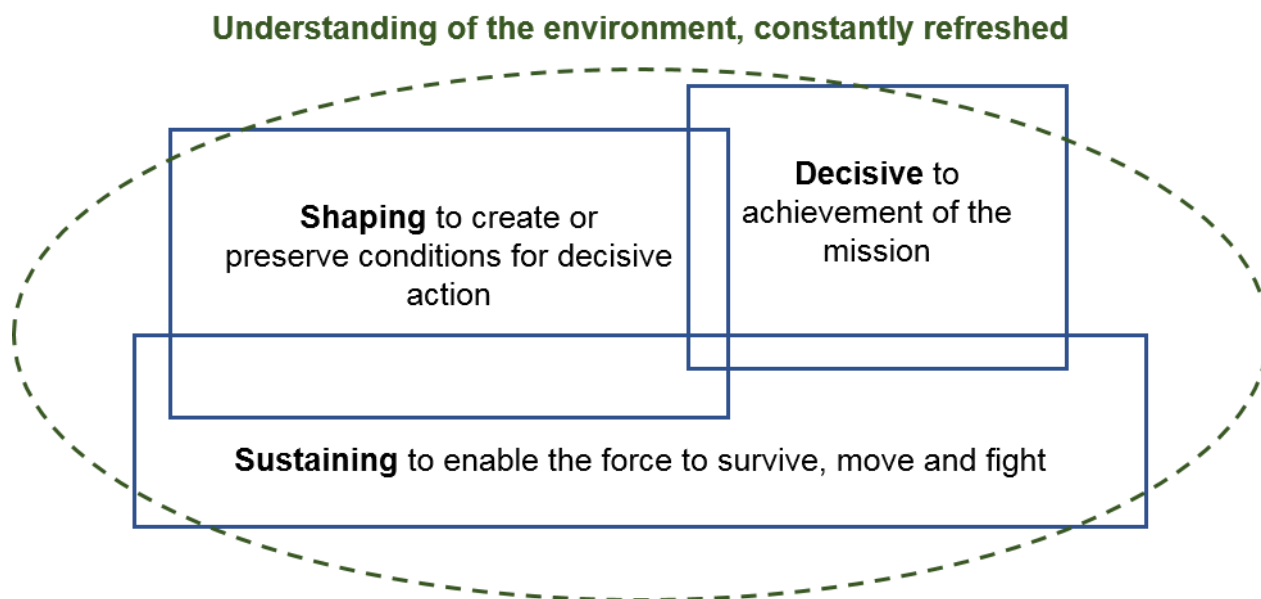 Understanding of the environment, constantly refreshed
Shaping to create or
preserve conditions for decisive
action
Decisive to
achievement of the
mission
Sustaining to enable the force to survive, move and fight